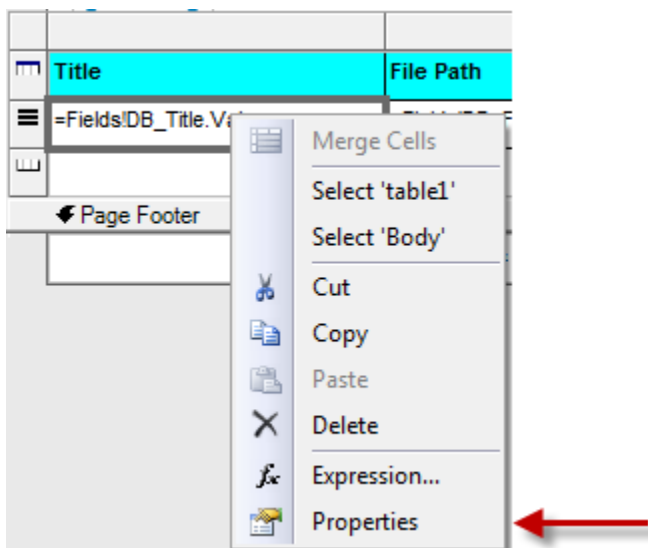 Title File Path
=Fields!DB_Title.Va
Merge Cells
Select 'table1'
Page Footer
Select 'Body'
Cut
Copy
Paste
Delete
fx Expression...
Properties